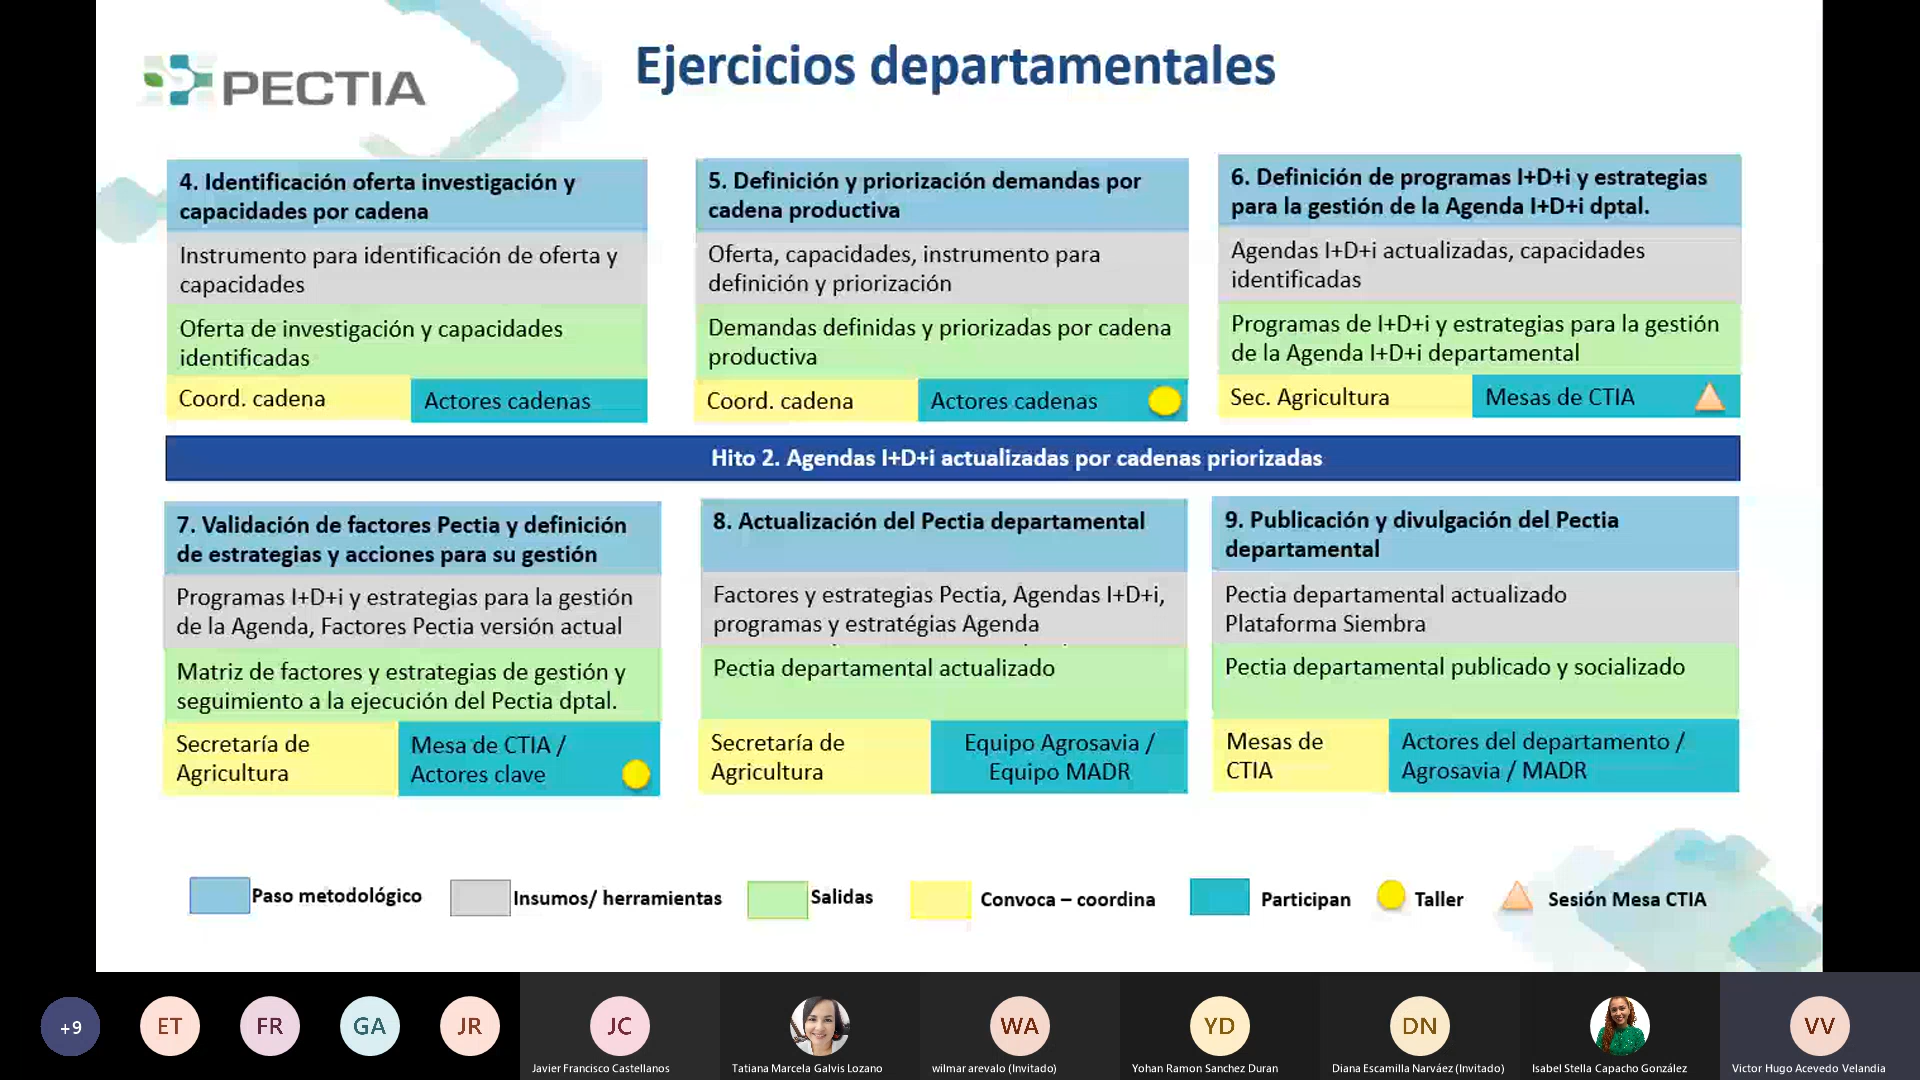 PECTIA
Ejercicios departamentales
4. Identificación oferta investigación y
capacidades por cadena
Instrumento para identificación de oferta y
capacidades
Oferta de investigación y capacidades
identificadas
Coord. cadena
Actores cadenas
5. Definición y priorización demandas por
cadena productiva
Oferta, capacidades, instrumento para
definición y priorización
Demandas definidas y priorizadas por cadena
productiva
Coord. cadena
Actores cadenas
6. Definición de programas I+D+i y estrategias
para la gestión de la Agenda I+D+i dptal.
Agendas I+D+i actualizadas, capacidades
identificadas
Programas de I+D+i y estrategias para la gestión
de la Agenda I+D+i departamental
Sec. Agricultura
Mesas de CTIA
Hito 2. Agendas I+D+i actualizadas por cadenas priorizadas
7. Validación de factores Pectia y definición
de estrategias y acciones para su gestión
Programas I+D+i y estrategias para la gestión
de la Agenda, Factores Pectia versión actual
Matriz de factores y estrategias de gestión y
seguimiento a la ejecución del Pectia dptal.
Secretaría de
Agricultura
Mesa de CTIA /
Actores clave
8. Actualización del Pectia departamental
Factores y estrategias Pectia, Agendas I+D+i,
programas y estratégias Agenda
Pectia departamental actualizado
Secretaría de
Agricultura
Equipo Agrosavia /
Equipo MADR
9. Publicación y divulgación del Pectia
departamental
Pectia departamental actualizado
Plataforma Siembra
Pectia departamental publicado y socializado
Mesas de
CTIA
Actores del departamento /
Agrosavia / MADR
Paso metodológico
Insumos/ herramientas
Salidas
Convoca – coordina
Participan
Taller
Sesión Mesa CTIA
+9
ET
FR
GA
JR
JC
Javier Francisco Castellanos
Tatiana Marcela Galvis Lozano
WA
wilmar arevalo (Invitado)
YD
Yohan Ramon Sanchez Duran
DN
Diana Escamilla Narváez (Invitado)
Isabel Stella Capacho González
VV
Victor Hugo Acevedo Velandia